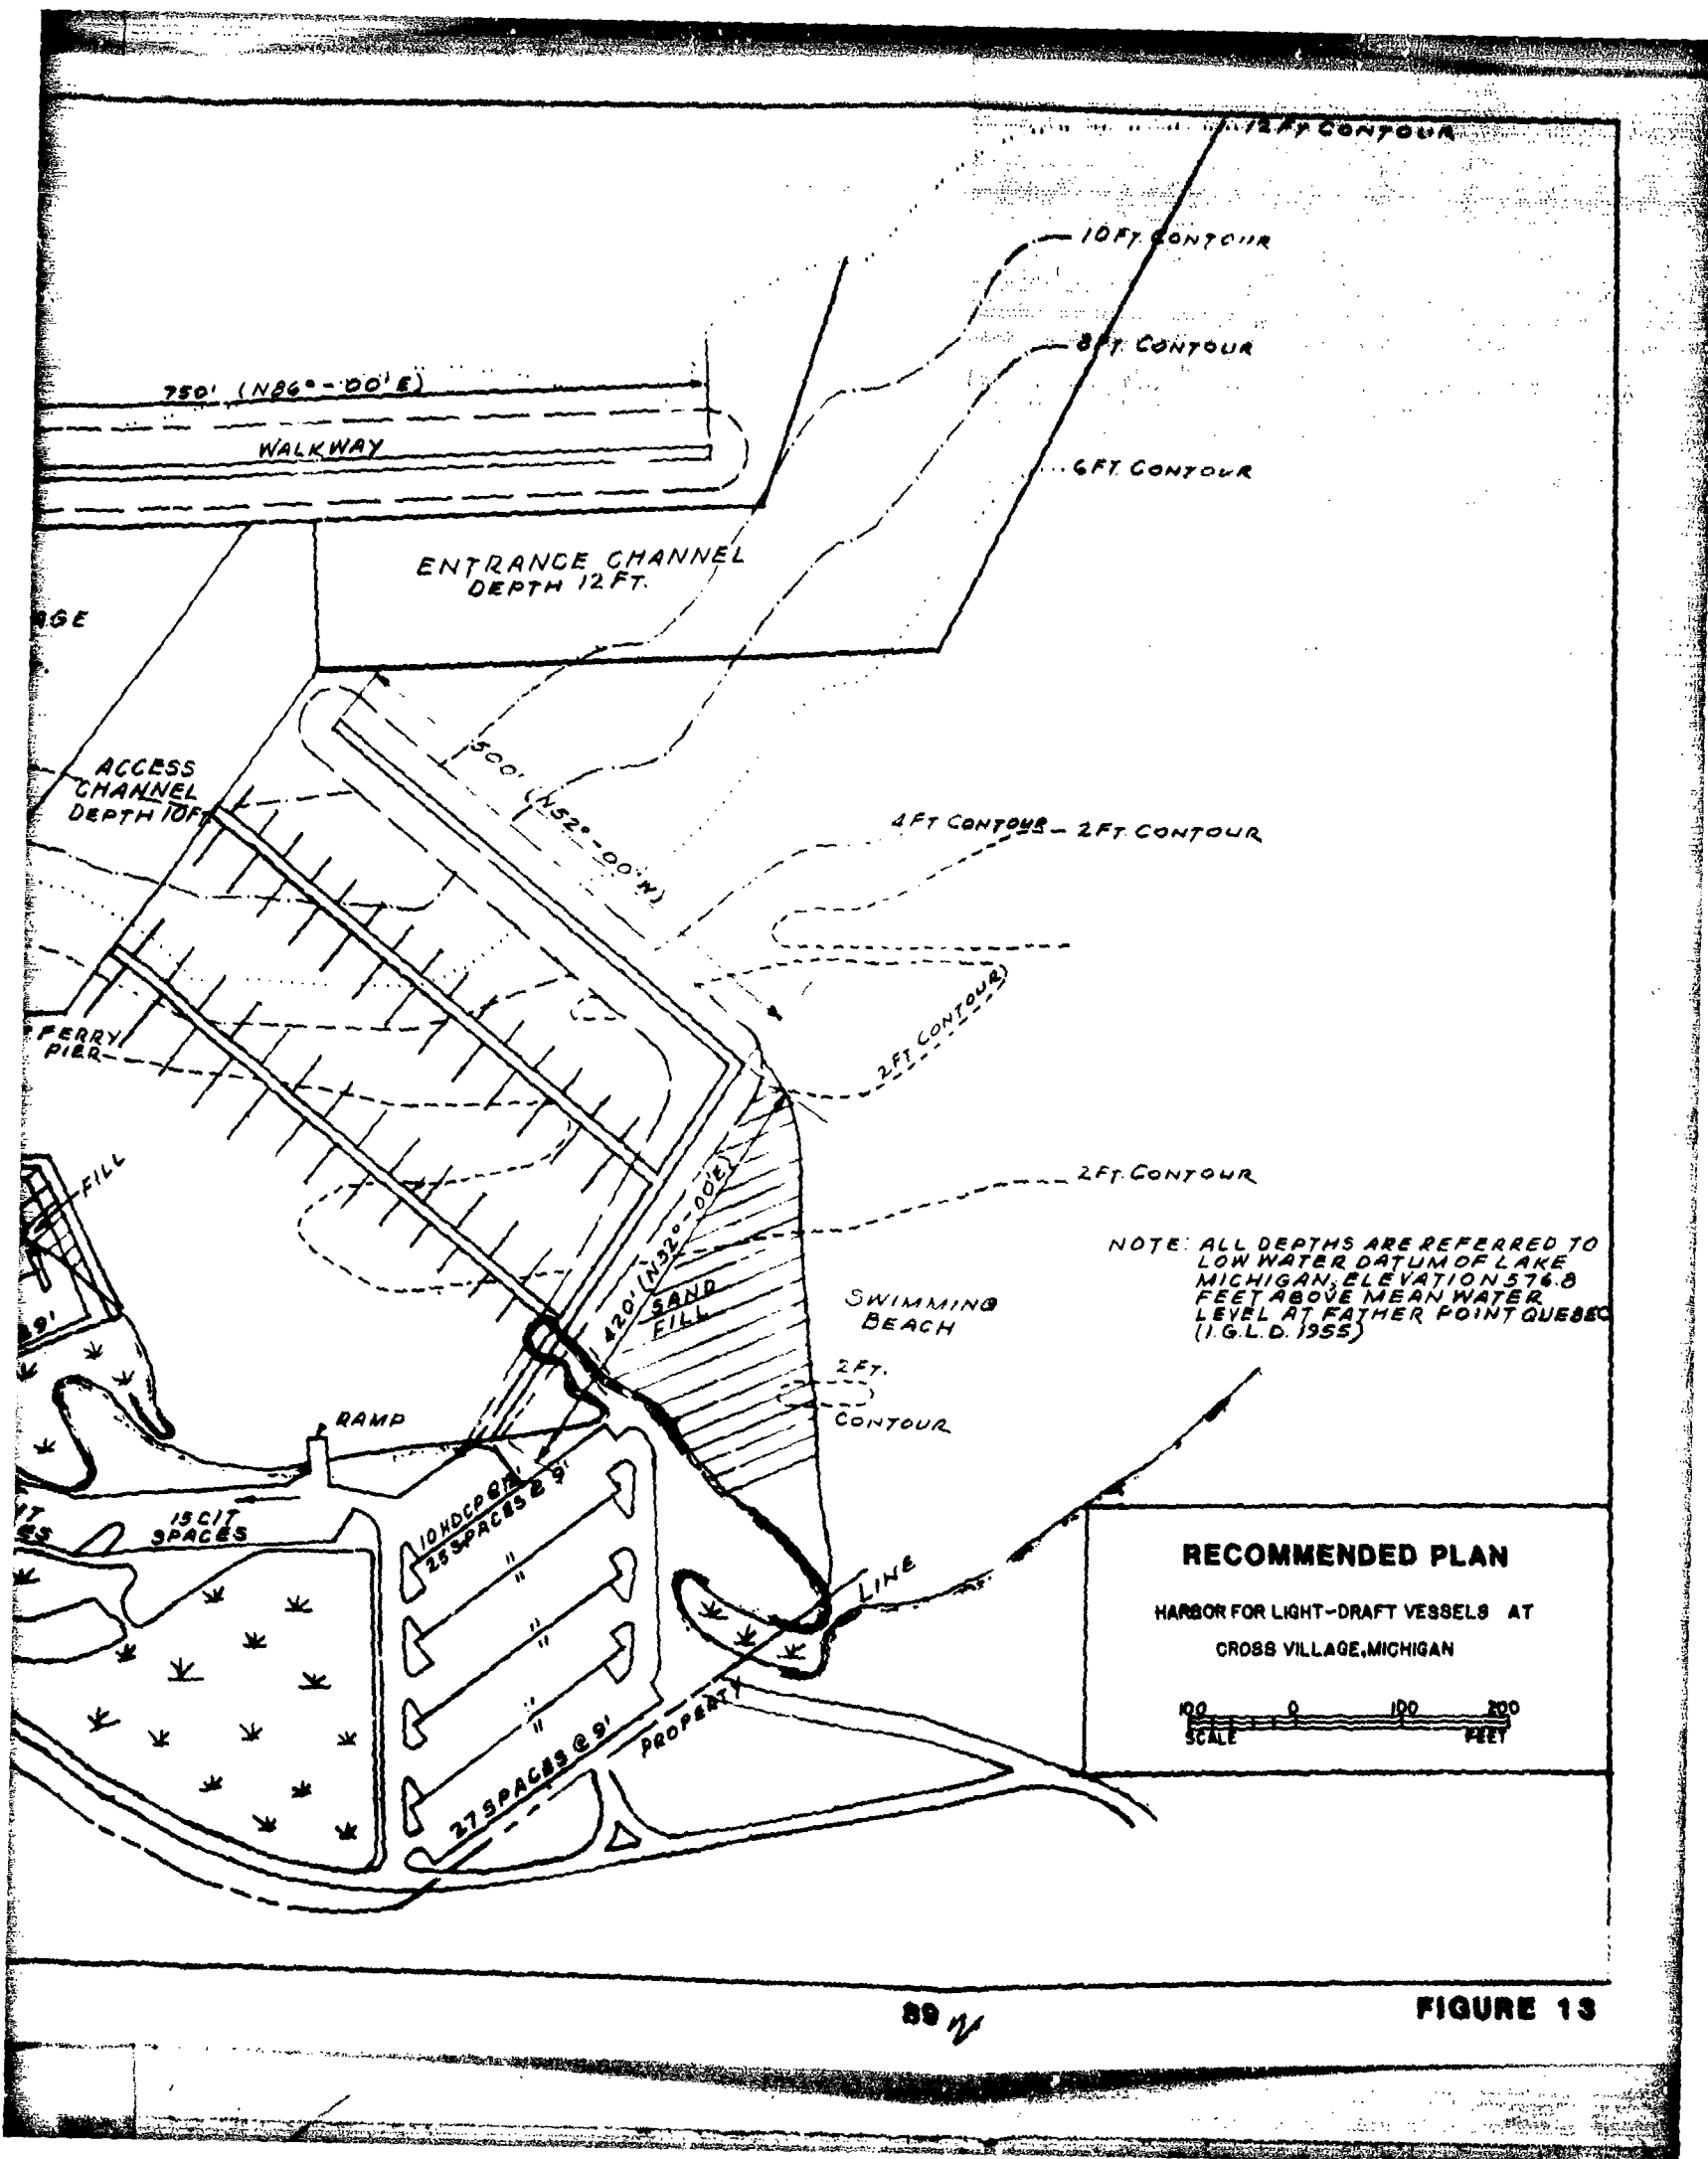 12 FT CONTOUR
10 FT. CONTOUR
8 FT. CONTOUR
750' (N86°-00'E)
WALKWAY
6 FT. CONTOUR
ENTRANCE CHANNEL
DEPTH 12 FT.
AGE
500' (N52°-00'W)
ACCESS
CHANNEL
DEPTH 10FT
4 FT CONTOUR
2 FT. CONTOUR
2 FT CONTOUR)
FERRY
PIER
FILL
2 FT. CONTOUR
420' (N32°-00'E)
SAND
FILL
SWIMMING
BEACH
NOTE: ALL DEPTHS ARE REFERRED TO
LOW WATER DATUM OF LAKE
MICHIGAN, ELEVATION 576.8
FEET ABOVE MEAN WATER
LEVEL AT FATHER POINT QUEBEC
(I.G.L.D. 1955)
2 FT.
CONTOUR
RAMP
15 C/T
SPACES
10 HDCP @
25 SPACES @ 9'
"
"
"
"
"
"
27 SPACES @ 9'
PROPERTY
LINE
RECOMMENDED PLAN
HARBOR FOR LIGHT-DRAFT VESSELS AT
CROSS VILLAGE, MICHIGAN
100 0 100 200
SCALE FEET
89
FIGURE 13